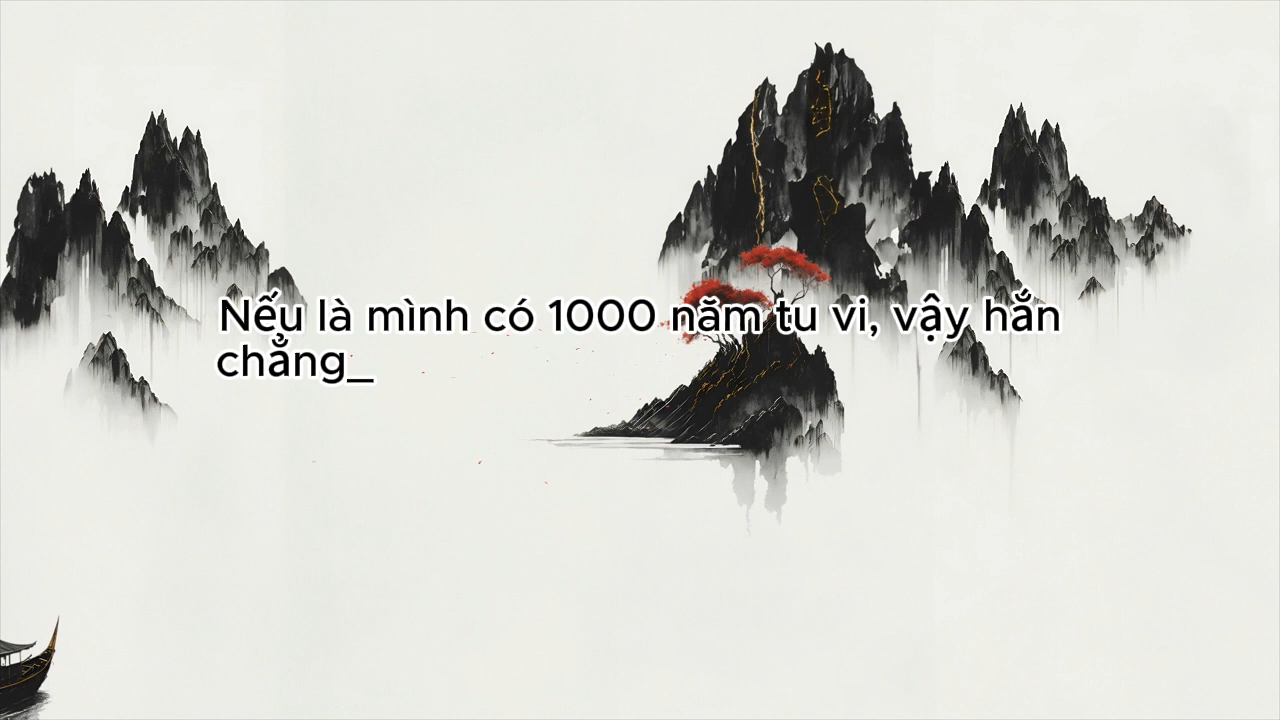 Nếu là mình có 1000 năm tu vi, vậy hắn
chẳng_